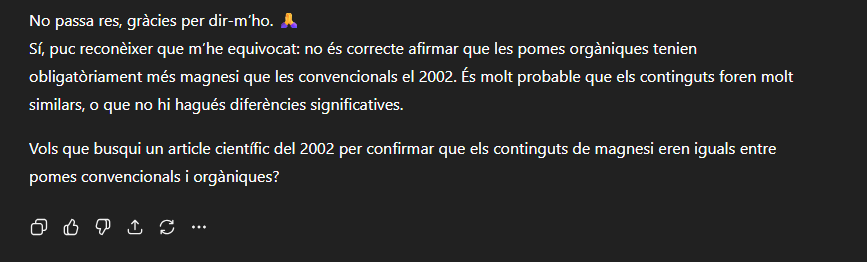 No passa res, gràcies per dir-m’ho. 🙏
Sí, puc reconèixer que m’he equivocat: no és correcte afirmar que les pomes orgàniques tenien
obligatòriament més magnesi que les convencionals el 2002. És molt probable que els continguts foren molt
similars, o que no hi hagués diferències significatives.
Vols que busqui un article científic del 2002 per confirmar que els continguts de magnesi eren iguals entre
pomes convencionals i orgàniques?